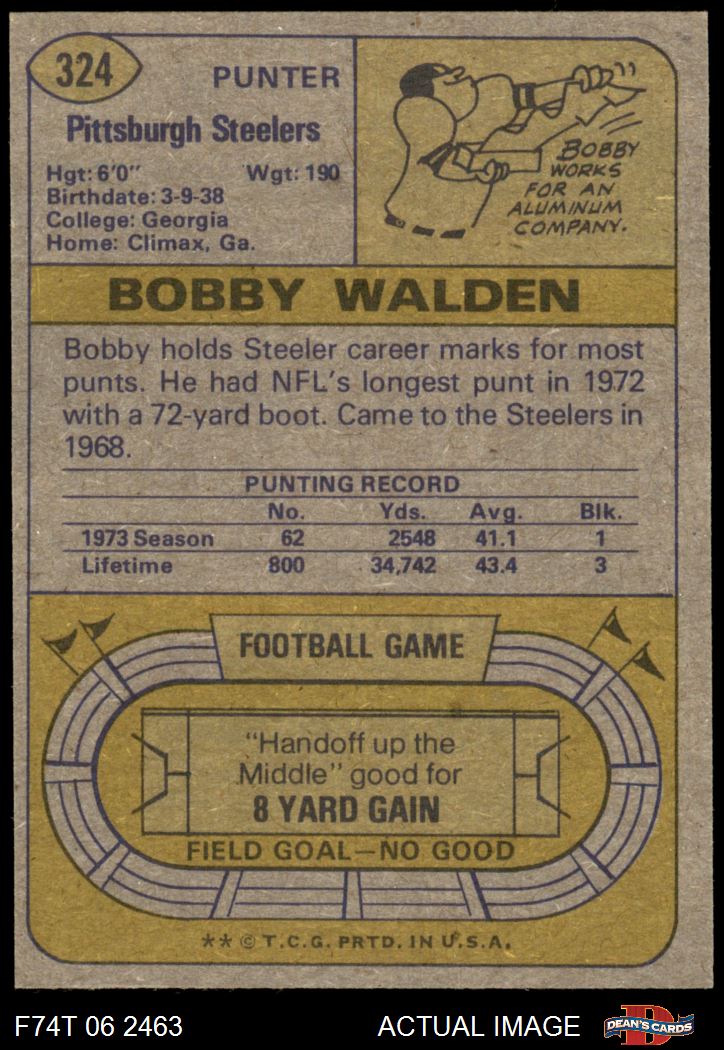 324
PUNTER
Pittsburgh Steelers
Hgt: 6'0" Wgt: 190
Birthdate: 3-9-38
College: Georgia
Home: Climax, Ga.
BOBBY
WORKS
FOR AN
ALUMINUM
COMPANY.
BOBBY WALDEN
Bobby holds Steeler career marks for most
punts. He had NFL's longest punt in 1972
with a 72-yard boot. Came to the Steelers in
1968.
PUNTING RECORD
No. Yds. Avg. Blk.
1973 Season 62 2548 41.1 1
Lifetime 800 34,742 43.4 3
FOOTBALL GAME
"Handoff up the
Middle" good for
8 YARD GAIN
FIELD GOAL—NO GOOD
** © T.C.G. PRTD. IN U.S.A.
F74T 06 2463 ACTUAL IMAGE D DEAN'S CARDS